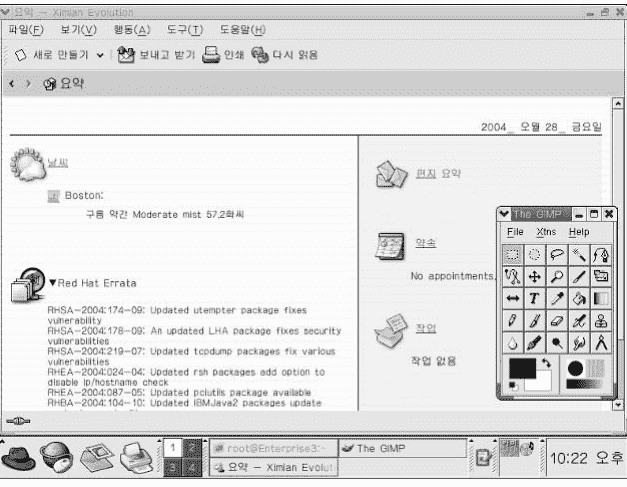 요약 - Ximian Evolution
파일(F) 보기(V) 행동(A) 도구(T) 도움말(H)
새로 만들기 보내고 받기 인쇄 다시 읽음
요약
2004_ 오월 28_ 금요일
날씨
Boston:
구름 약간 Moderate mist 57.2화씨
Red Hat Errata
RHSA-2004:174-09: Updated utempter package fixes
vulnerability
RHSA-2004:178-09: An updated LHA package fixes security
vulnerabilities
RHSA-2004:219-07: Updated tcpdump packages fix various
vulnerabilities
RHEA-2004:024-04: Updated rsh packages add option to
disable ip/hostname check
RHEA-2004:087-05: Updated pciutils package available
RHBA-2004:104-10: Updated IBMJava2 packages update
편지 요약
약속
No appointments.
작업
작업 없음
The GIMP
File Xtns Help
1 2
3 4
root@Enterprise3:~
The GIMP
요약 - Ximian Evolut
10:22 오후